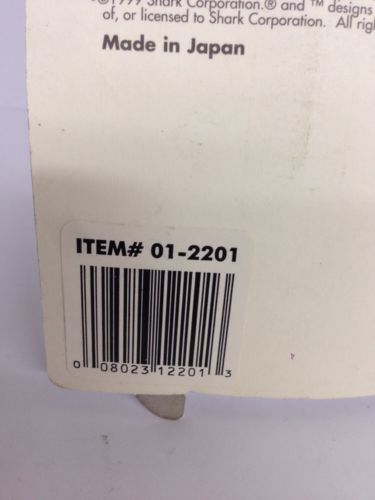 ©1999 Shark Corporation.® and ™ designs
of, or licensed to Shark Corporation. All
Made in Japan
ITEM# 01-2201
0 08023 12201 3